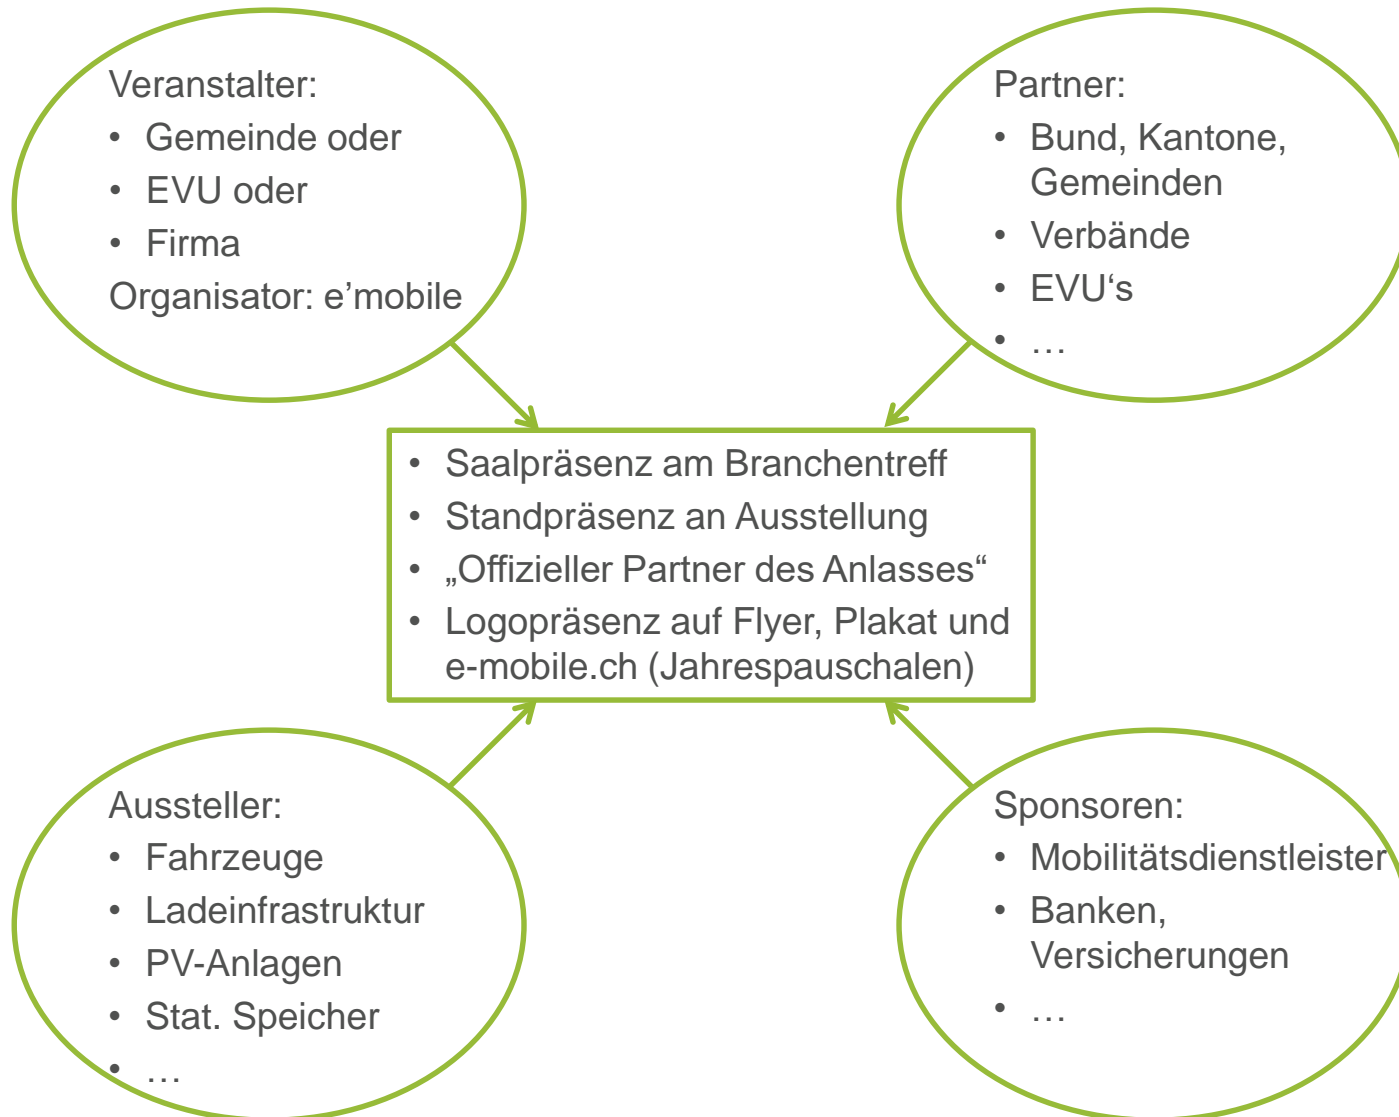 Veranstalter:
• Gemeinde oder
• EVU oder
• Firma
Organisator: e’mobile
Partner:
• Bund, Kantone,
Gemeinden
• Verbände
• EVU‘s
• …
• Saalpräsenz am Branchentreff
• Standpräsenz an Ausstellung
• „Offizieller Partner des Anlasses“
• Logopräsenz auf Flyer, Plakat und
e-mobile.ch (Jahrespauschalen)
Aussteller:
• Fahrzeuge
• Ladeinfrastruktur
• PV-Anlagen
• Stat. Speicher
• …
Sponsoren:
• Mobilitätsdienstleister
• Banken,
Versicherungen
• …